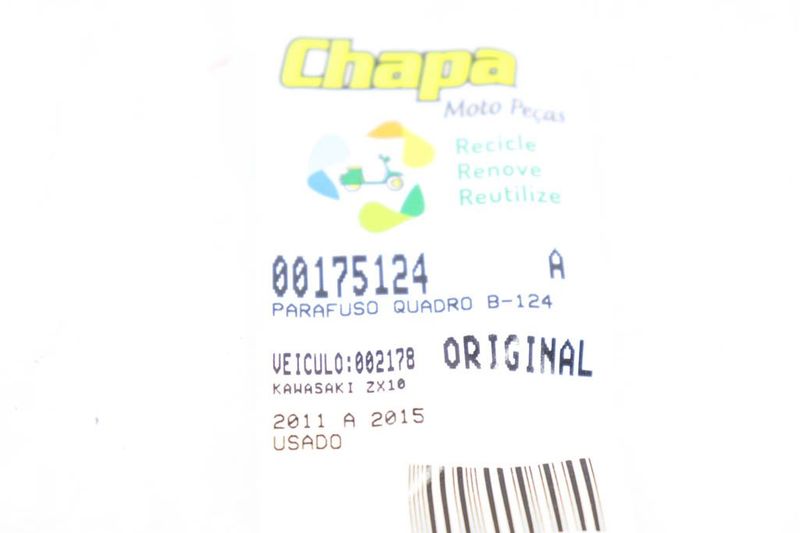 Chapa
Moto Peças
Recicle
Renove
Reutilize
00175124 A
PARAFUSO QUADRO B-124
VEICULO:002178 ORIGINAL
KAWASAKI ZX10
2011 A 2015
USADO